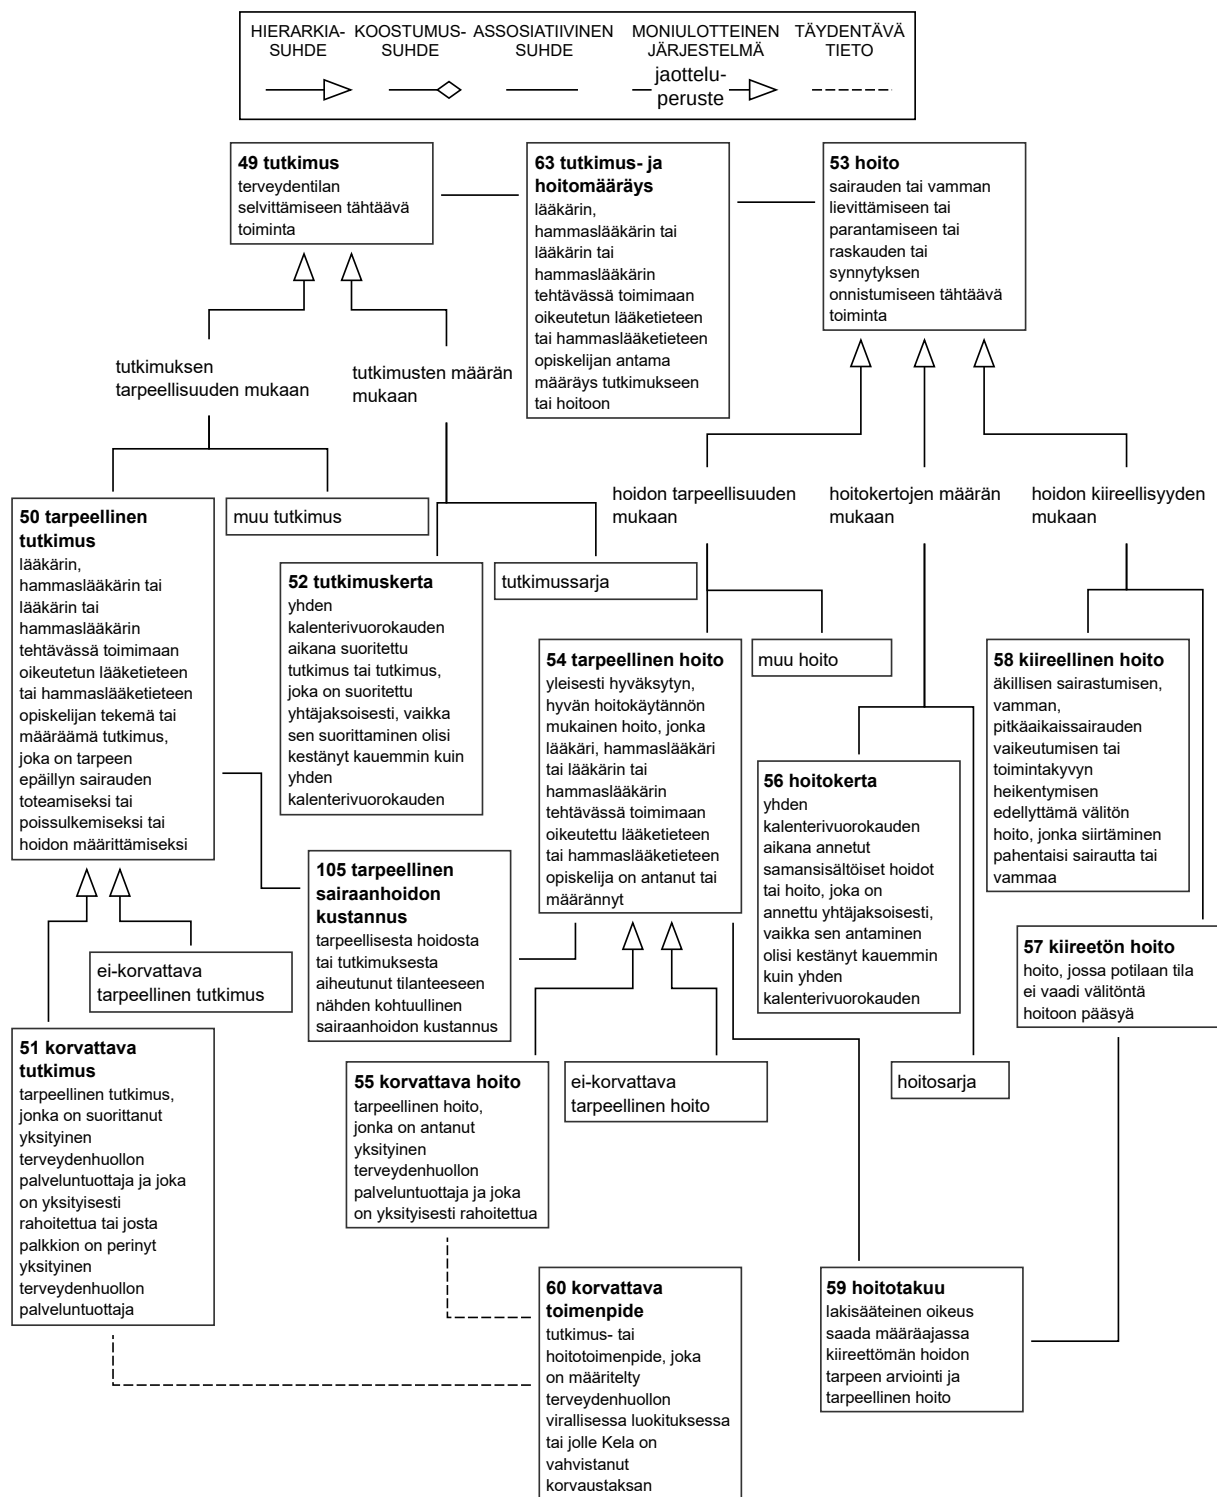 HIERARKIA-
SUHDE
KOOSTUMUS-
SUHDE
ASSOSIATIIVINEN
SUHDE
MONIULOTTEINEN
JÄRJESTELMÄ
jaottelu-
peruste
TÄYDENTÄVÄ
TIETO
49 tutkimus
terveydentilan
selvittämiseen tähtäävä
toiminta
63 tutkimus- ja
hoitomääräys
lääkärin,
hammaslääkärin tai
lääkärin tai
hammaslääkärin
tehtävässä toimimaan
oikeutetun lääketieteen
tai hammaslääketieteen
opiskelijan antama
määräys tutkimukseen
tai hoitoon
53 hoito
sairauden tai vamman
lievittämiseen tai
parantamiseen tai
raskauden tai
synnytyksen
onnistumiseen tähtäävä
toiminta
tutkimuksen
tarpeellisuuden mukaan
tutkimusten määrän
mukaan
hoidon tarpeellisuuden
mukaan
hoitokertojen määrän
mukaan
hoidon kiireellisyyden
mukaan
50 tarpeellinen
tutkimus
lääkärin,
hammaslääkärin tai
lääkärin tai
hammaslääkärin
tehtävässä toimimaan
oikeutetun lääketieteen
tai hammaslääketieteen
opiskelijan tekemä tai
määräämä tutkimus,
joka on tarpeen
epäillyn sairauden
toteamiseksi tai
poissulkemiseksi tai
hoidon määrittämiseksi
muu tutkimus
52 tutkimuskerta
yhden
kalenterivuorokauden
aikana suoritettu
tutkimus tai tutkimus,
joka on suoritettu
yhtäjaksoisesti, vaikka
sen suorittaminen olisi
kestänyt kauemmin kuin
yhden
kalenterivuorokauden
tutkimussarja
54 tarpeellinen hoito
yleisesti hyväksytyn,
hyvän hoitokäytännön
mukainen hoito, jonka
lääkäri, hammaslääkäri
tai lääkärin tai
hammaslääkärin
tehtävässä toimimaan
oikeutettu lääketieteen
tai hammaslääketieteen
opiskelija on antanut tai
määrännyt
muu hoito
58 kiireellinen hoito
äkillisen sairastumisen,
vamman,
pitkäaikaissairauden
vaikeutumisen tai
toimintakyvyn
heikentymisen
edellyttämä välitön
hoito, jonka siirtäminen
pahentaisi sairautta tai
vammaa
56 hoitokerta
yhden
kalenterivuorokauden
aikana annetut
samansisältöiset hoidot
tai hoito, joka on
annettu yhtäjaksoisesti,
vaikka sen antaminen
olisi kestänyt kauemmin
kuin yhden
kalenterivuorokauden
105 tarpeellinen
sairaanhoidon
kustannus
tarpeellisesta hoidosta
tai tutkimuksesta
aiheutunut tilanteeseen
nähden kohtuullinen
sairaanhoidon kustannus
57 kiireetön hoito
hoito, jossa potilaan tila
ei vaadi välitöntä
hoitoon pääsyä
ei-korvattava
tarpeellinen tutkimus
51 korvattava
tutkimus
tarpeellinen tutkimus,
jonka on suorittanut
yksityinen
terveydenhuollon
palveluntuottaja ja joka
on yksityisesti
rahoitettua tai josta
palkkion on perinyt
yksityinen
terveydenhuollon
palveluntuottaja
55 korvattava hoito
tarpeellinen hoito,
jonka on antanut
yksityinen
terveydenhuollon
palveluntuottaja ja joka
on yksityisesti rahoitettua
ei-korvattava
tarpeellinen hoito
hoitosarja
60 korvattava
toimenpide
tutkimus- tai
hoitotoimenpide, joka
on määritelty
terveydenhuollon
virallisessa luokituksessa
tai jolle Kela on
vahvistanut
korvaustaksan
59 hoitotakuu
lakisääteinen oikeus
saada määräajassa
kiireettömän hoidon
tarpeen arviointi ja
tarpeellinen hoito